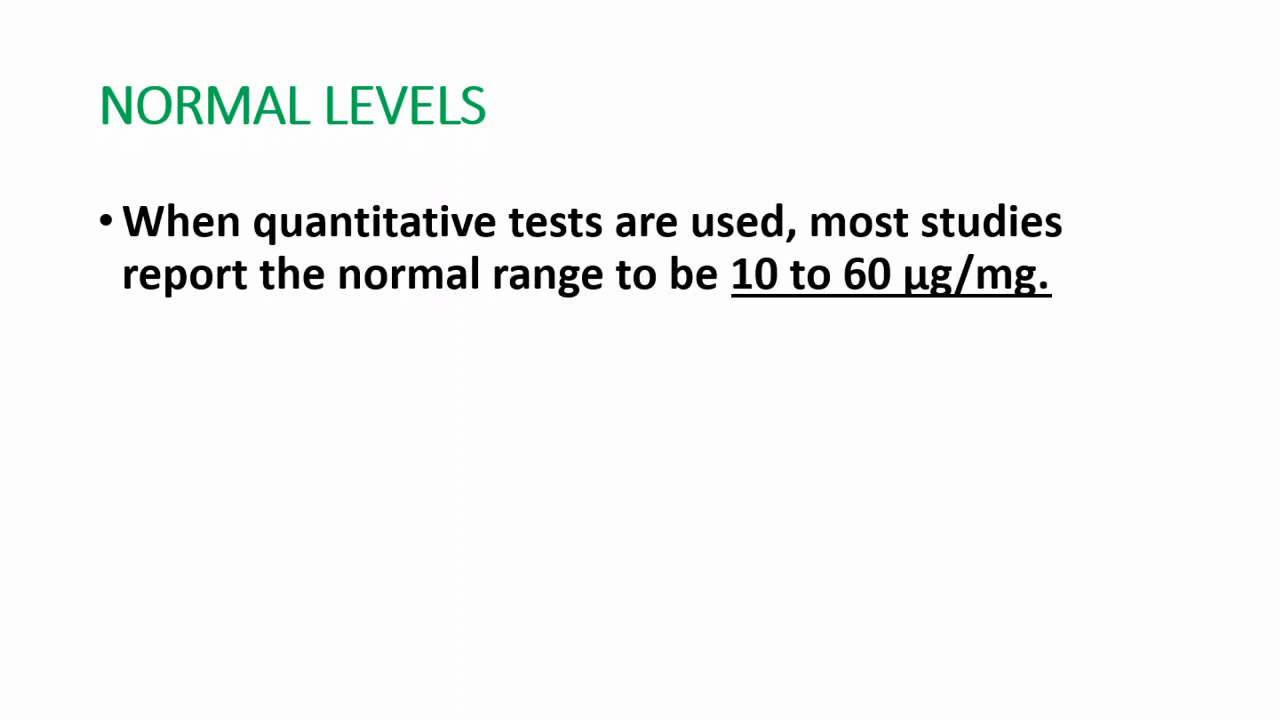 NORMAL LEVELS
• When quantitative tests are used, most studies
report the normal range to be 10 to 60 µg/mg.